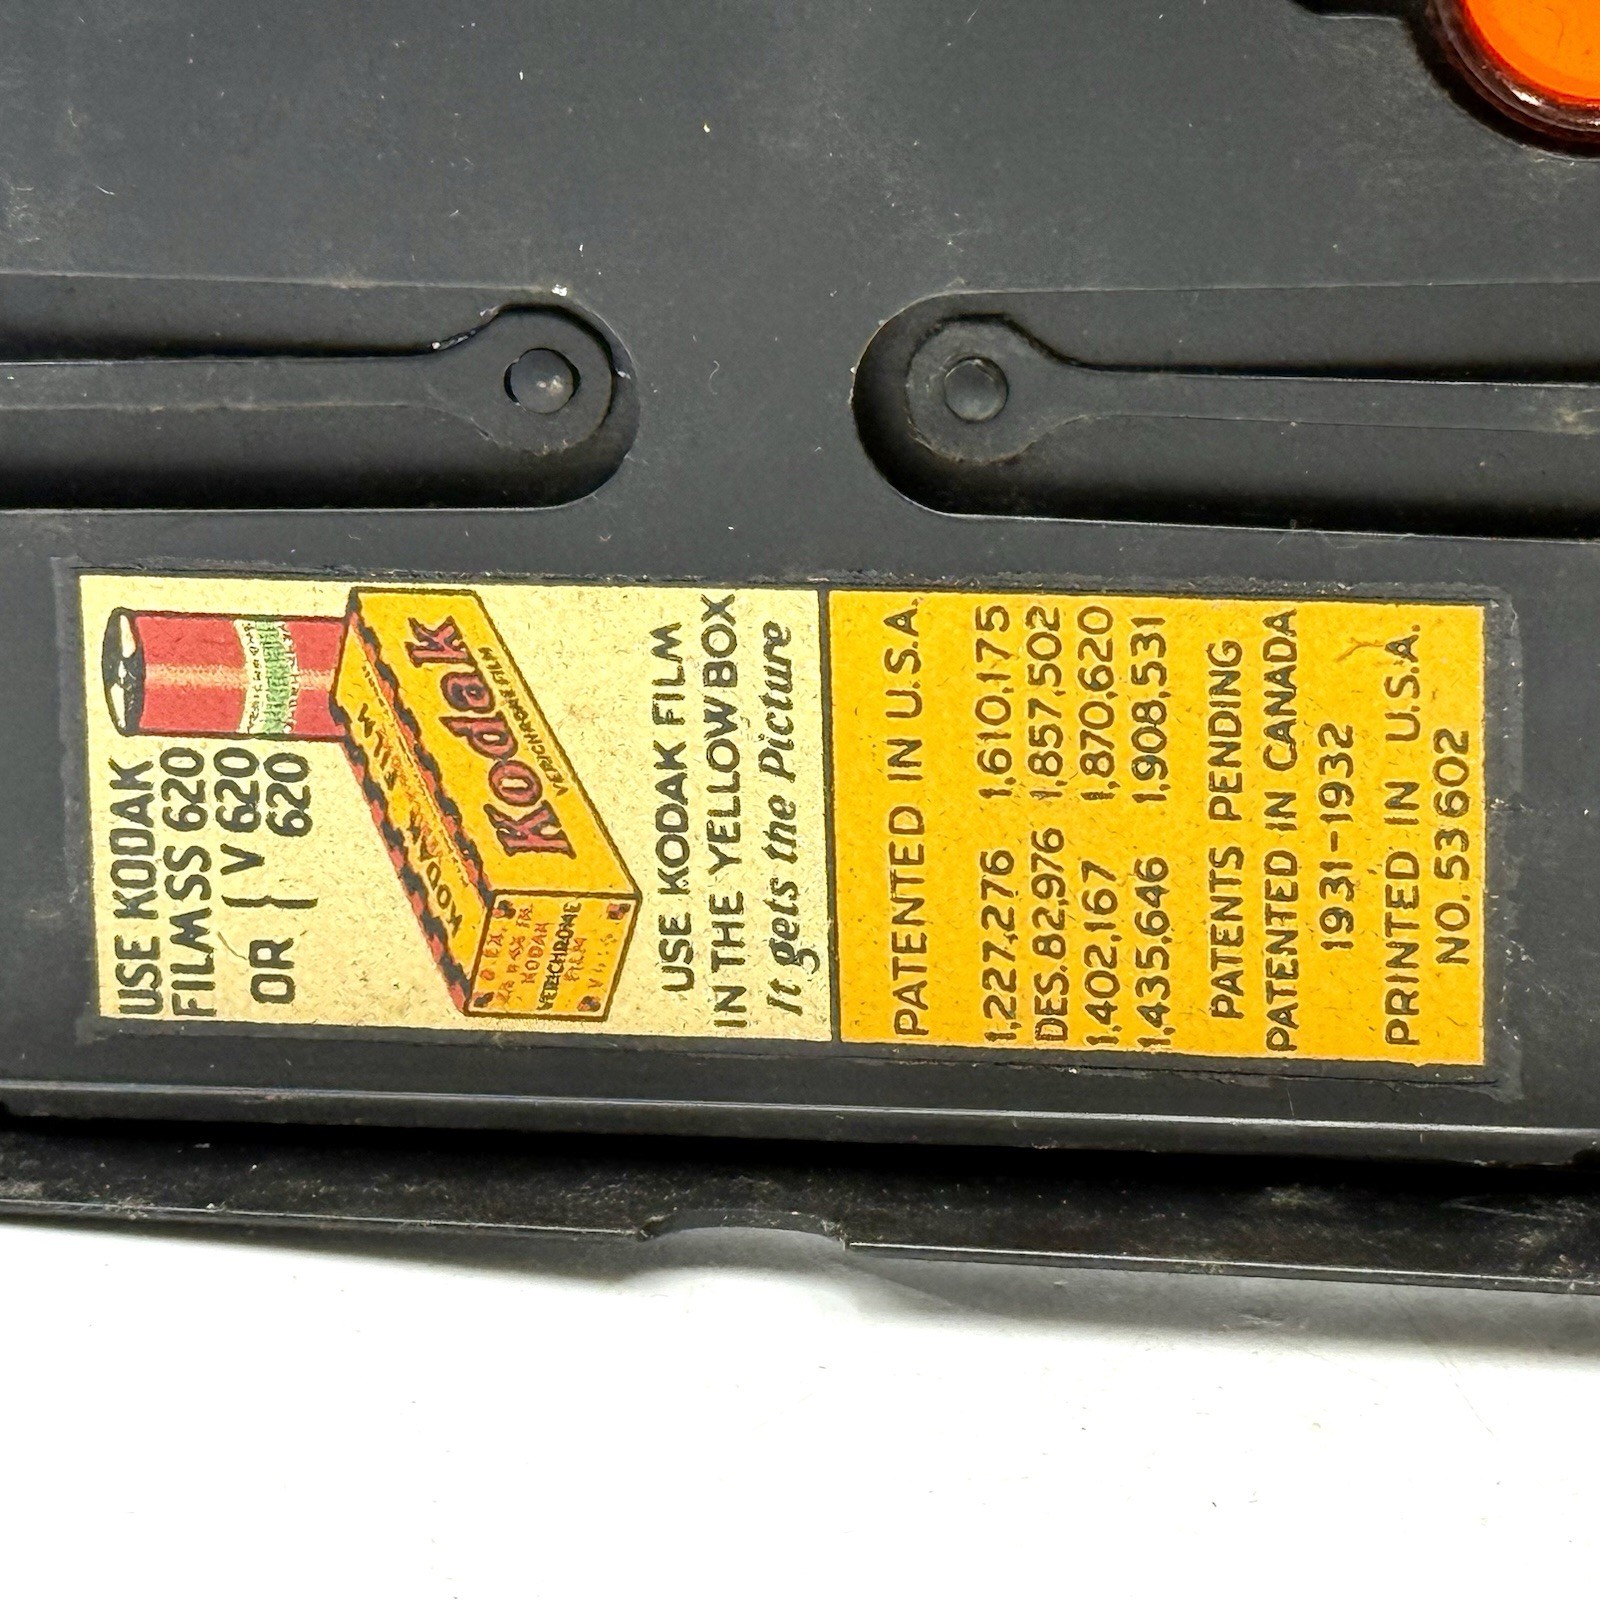 USE KODAK
FILMS SS 620
OR { V 620
620
KODAK FILM
Kodak
VERICHROME FILM
KODAK
VERICHROME
FILM
USE KODAK FILM
IN THE YELLOW BOX
It gets the Picture
PATENTED IN U.S.A.
1,227,276 1,610,175
DES.82,976 1,857,502
1,402,167 1,870,620
1,435,646 1,908,531
PATENTS PENDING
PATENTED IN CANADA
1931-1932
PRINTED IN U.S.A.
NO. 53602